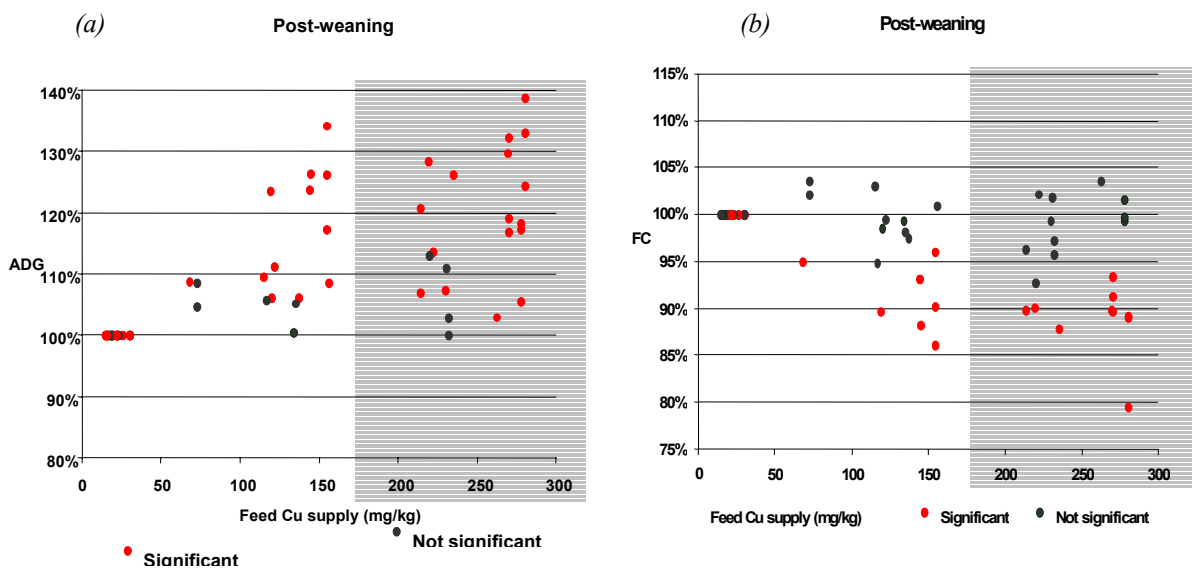 (a)
Post-weaning
140%
130%
120%
ADG
110%
100%
90%
80%
0
50
100
150
200
250
300
Feed Cu supply (mg/kg)
Significant
Not significant
(b)
Post-weaning
115%
110%
105%
100%
FC
95%
90%
85%
80%
75%
0
50
100
150
200
250
300
Feed Cu supply (mg/kg)
Significant
Not significant